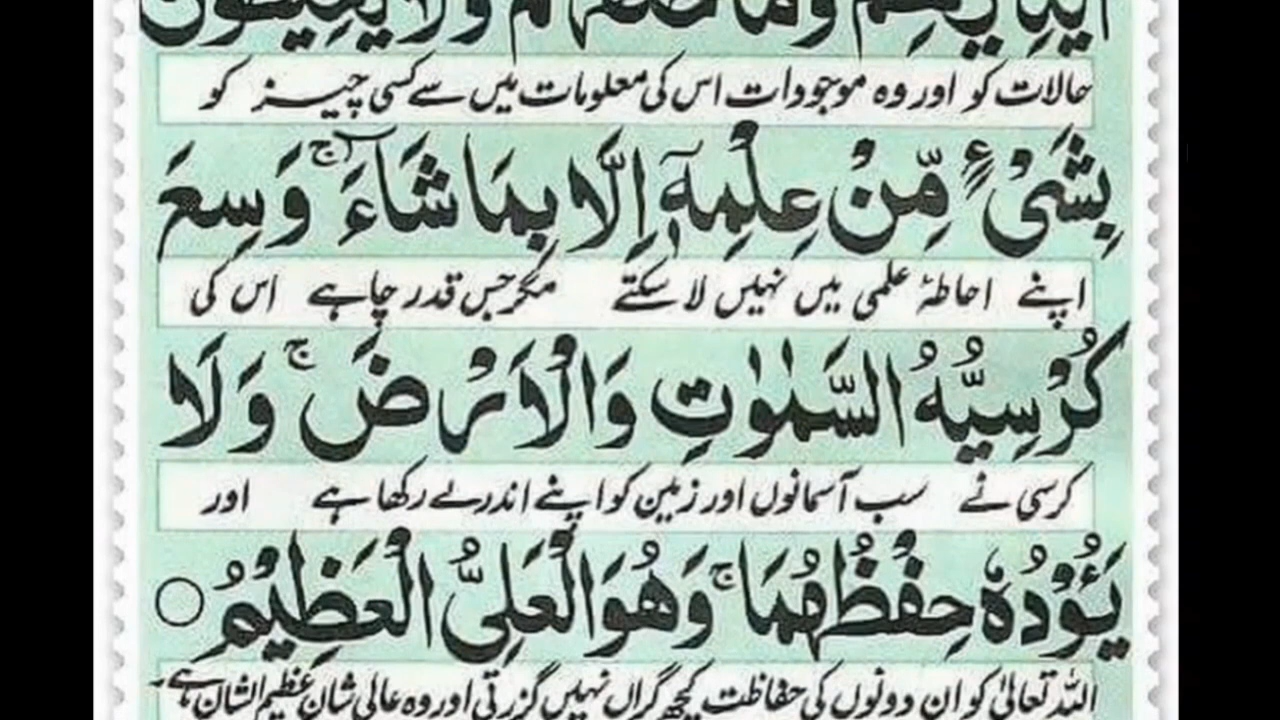 اَيْدِيْهِمْ وَمَا خَلْفَهُمْ وَلَا يُحِيْطُوْنَ
حالات کو اور وہ موجودات اس کی معلومات میں سے کسی چیز کو
بِشَىْءٍ مِّنْ عِلْمِهٖٓ اِلَّا بِمَا شَآءَ ۚ وَسِعَ
اپنے احاطۂ علمی میں نہیں لا سکتے مگر جس قدر چاہے اس کی
كُرْسِيُّهُ السَّمٰوٰتِ وَالْاَرْضَ ۚ وَلَا
کرسی نے سب آسمانوں اور زمین کو اپنے اندر لے رکھا ہے اور
يَـُٔوْدُهٗ حِفْظُهُمَا ۚ وَهُوَ الْعَلِىُّ الْعَظِيْمُ ○
اللہ تعالیٰ کو ان دونوں کی حفاظت کچھ گراں نہیں گزرتی اور وہ عالی شان عظیم الشان ہے۔